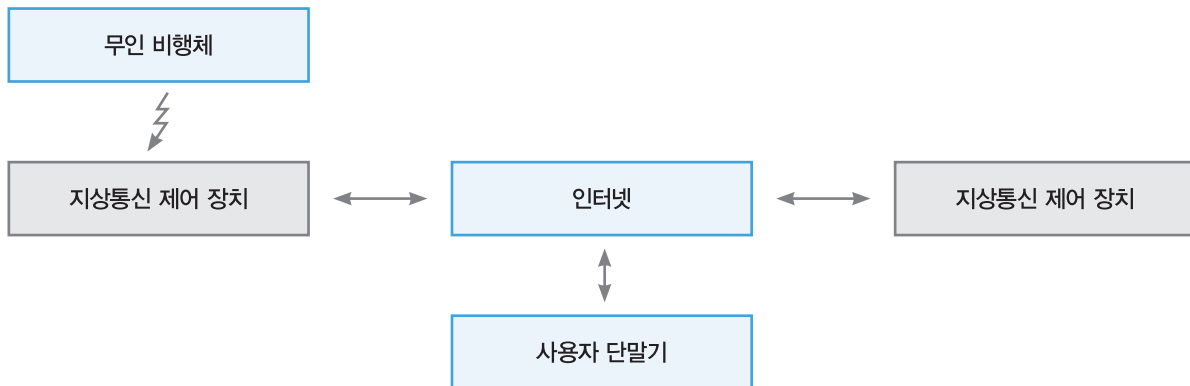 무인 비행체
지상통신 제어 장치
인터넷
지상통신 제어 장치
사용자 단말기